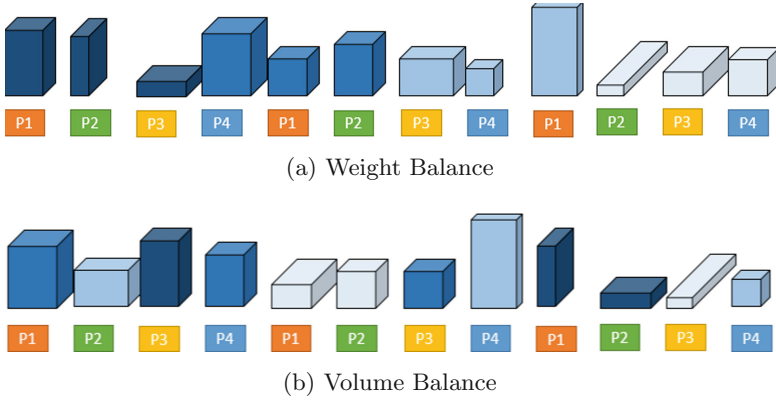 P1 P2 P3 P4 P1 P2 P3 P4 P1 P2 P3 P4
(a) Weight Balance
P1 P2 P3 P4 P1 P2 P3 P4 P1 P2 P3 P4
(b) Volume Balance